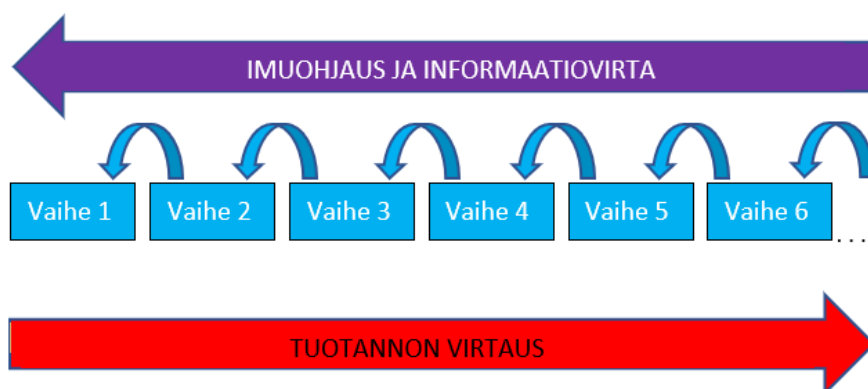 IMUOHJAUS JA INFORMAATIOVIRTA
Vaihe 1 Vaihe 2 Vaihe 3 Vaihe 4 Vaihe 5 Vaihe 6 ...
TUOTANNON VIRTAUS